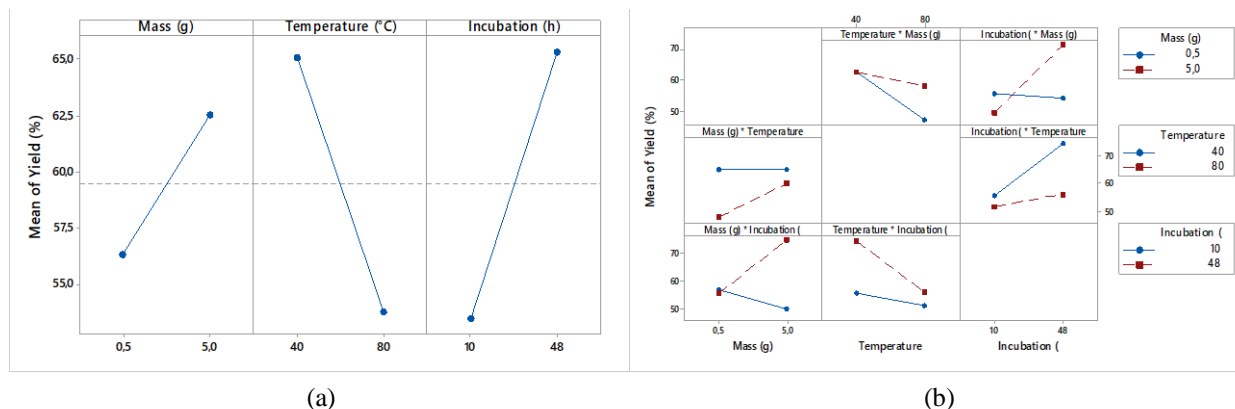 Mass (g) Temperature (°C) Incubation (h)
Mean of Yield (%)
65,0
62,5
60,0
57,5
55,0
0,5 5,0 40 80 10 48
(a)
40 80
Temperature * Mass (g) Incubation( * Mass (g)
70
60
50
Mass (g) * Temperature Incubation( * Temperature
70
60
50
Mass (g) * Incubation ( Temperature * Incubation (
70
60
50
0,5 5,0 10 48
Mass (g) Temperature Incubation (
Mean of Yield (%)
Mass (g)
0,5
5,0
Temperature
40
80
Incubation (
10
48
(b)